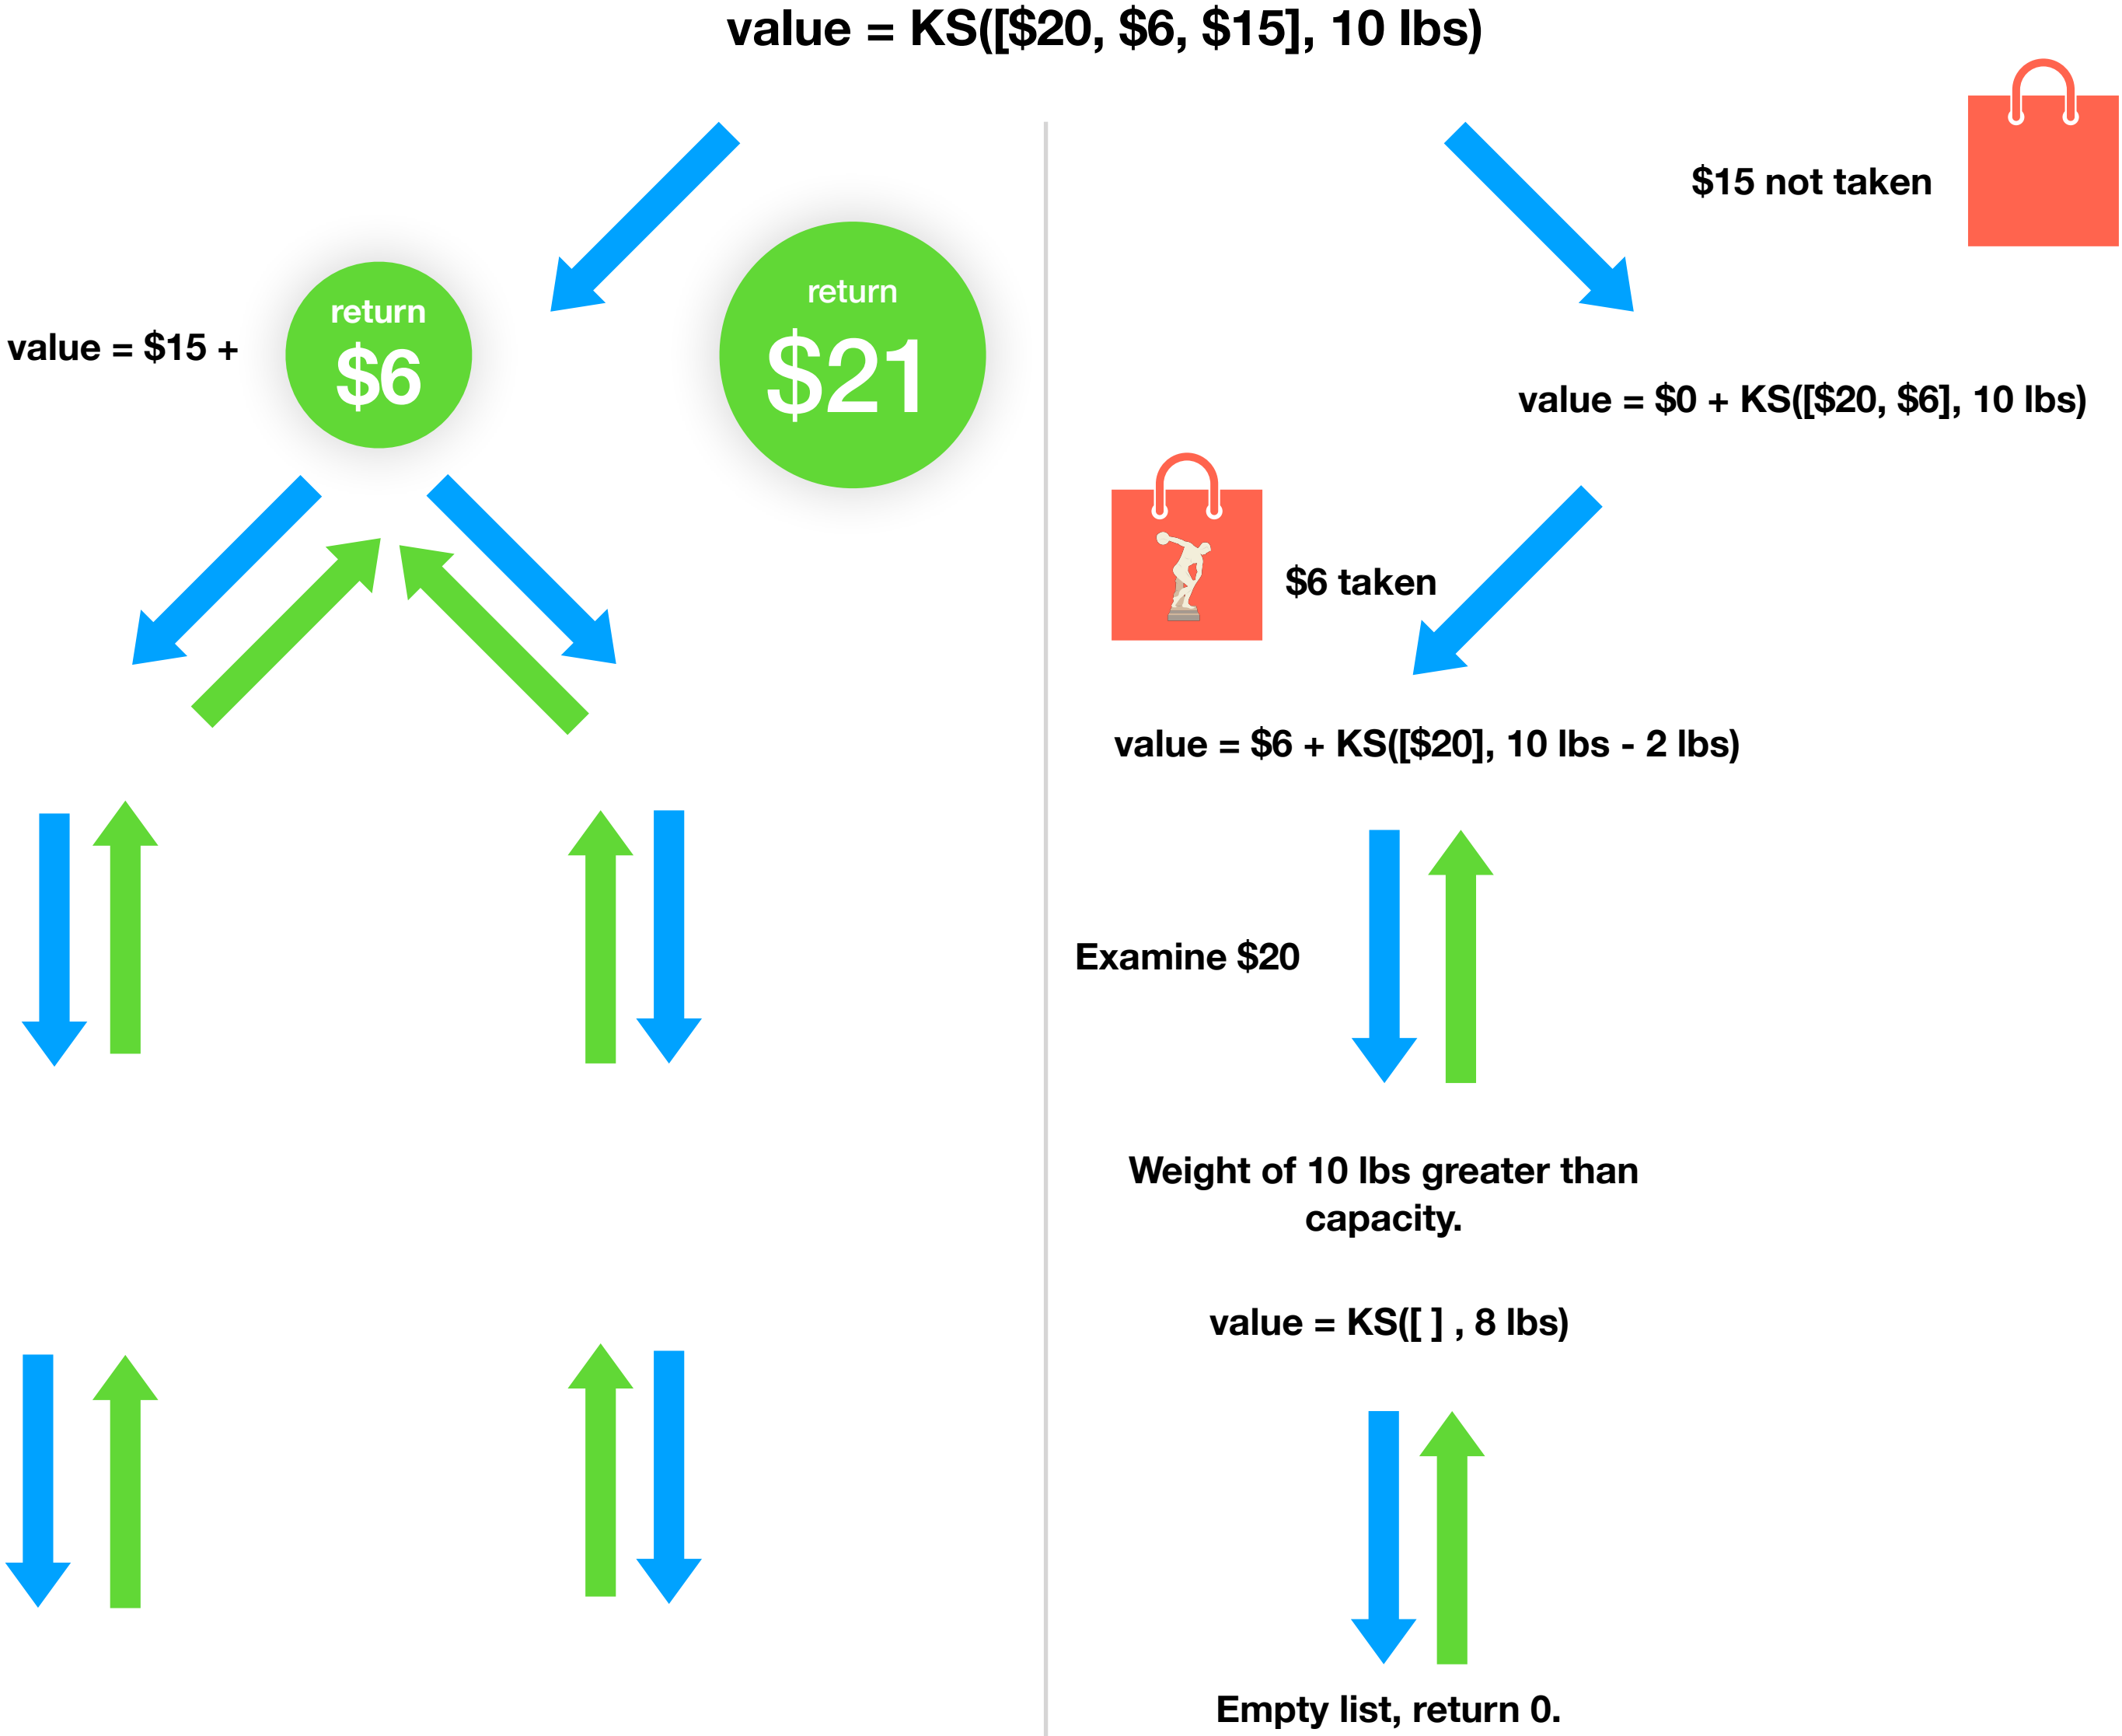 value = KS([$20, $6, $15], 10 lbs)
$15 not taken
return
$6
return
$21
value = $15 +
value = $0 + KS([$20, $6], 10 lbs)
$6 taken
value = $6 + KS([$20], 10 lbs - 2 lbs)
Examine $20
Weight of 10 lbs greater than
capacity.
value = KS([ ] , 8 lbs)
Empty list, return 0.